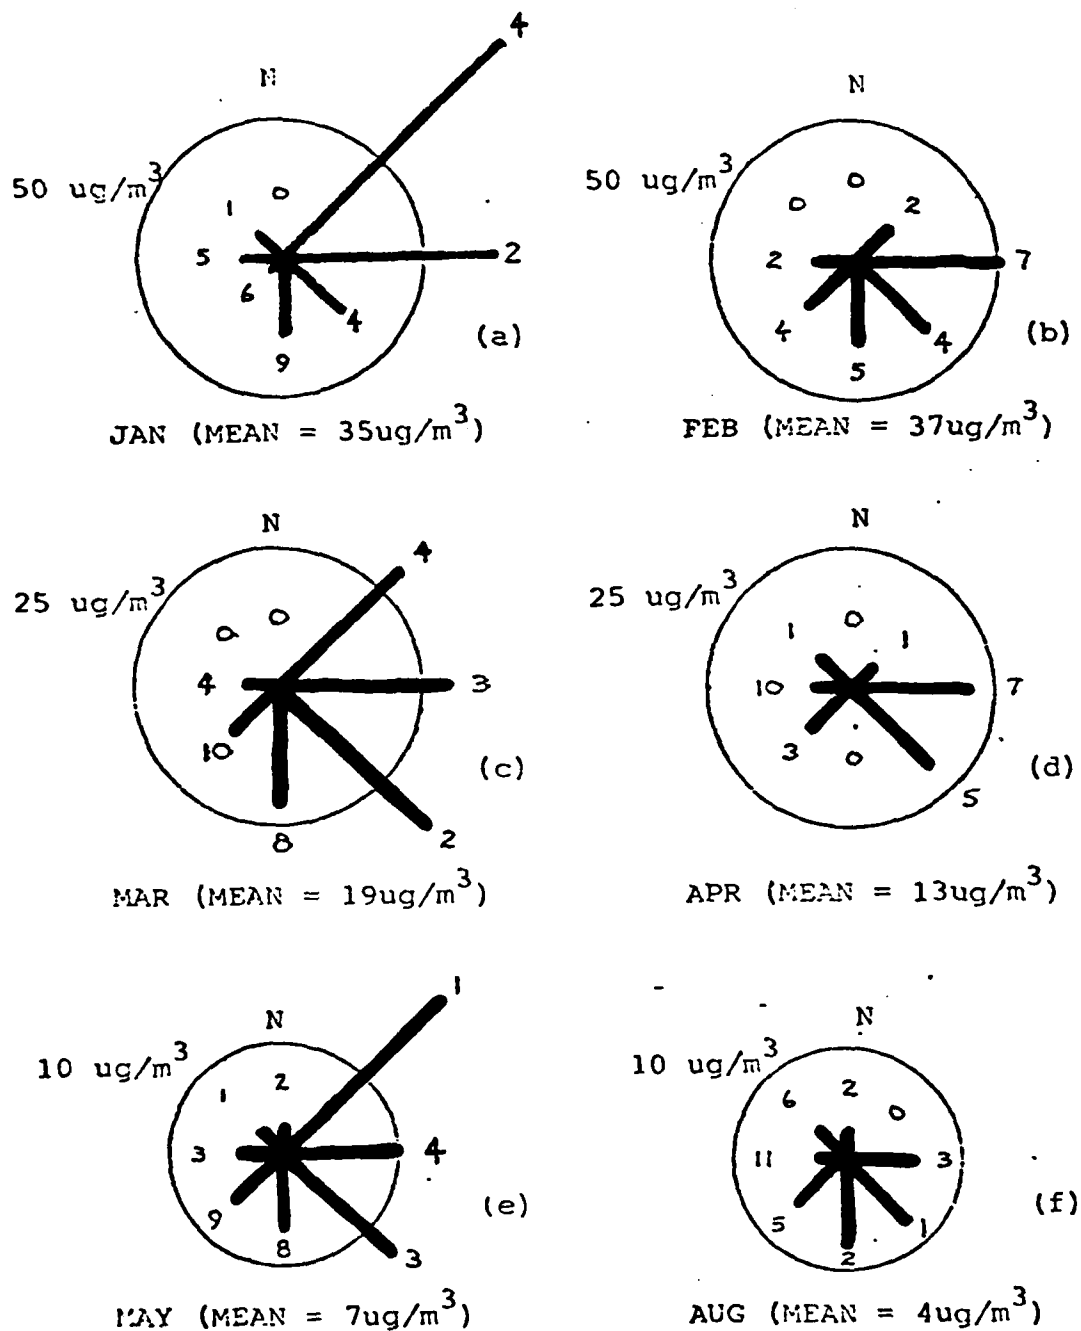 4
N
50 ug/m3
0
1
5
2
6
4
9
(a)
JAN (MEAN = 35ug/m3)
N
50 ug/m3
0
0
2
2
7
4
4
5
(b)
FEB (MEAN = 37ug/m3)
N
4
25 ug/m3
0
0
4
3
10
8
2
(c)
MAR (MEAN = 19ug/m3)
N
25 ug/m3
0
1
1
10
7
3
0
5
(d)
APR (MEAN = 13ug/m3)
1
N
10 ug/m3
2
1
3
4
9
8
3
(e)
MAY (MEAN = 7ug/m3)
N
10 ug/m3
6
2
0
11
3
5
2
1
(f)
AUG (MEAN = 4ug/m3)